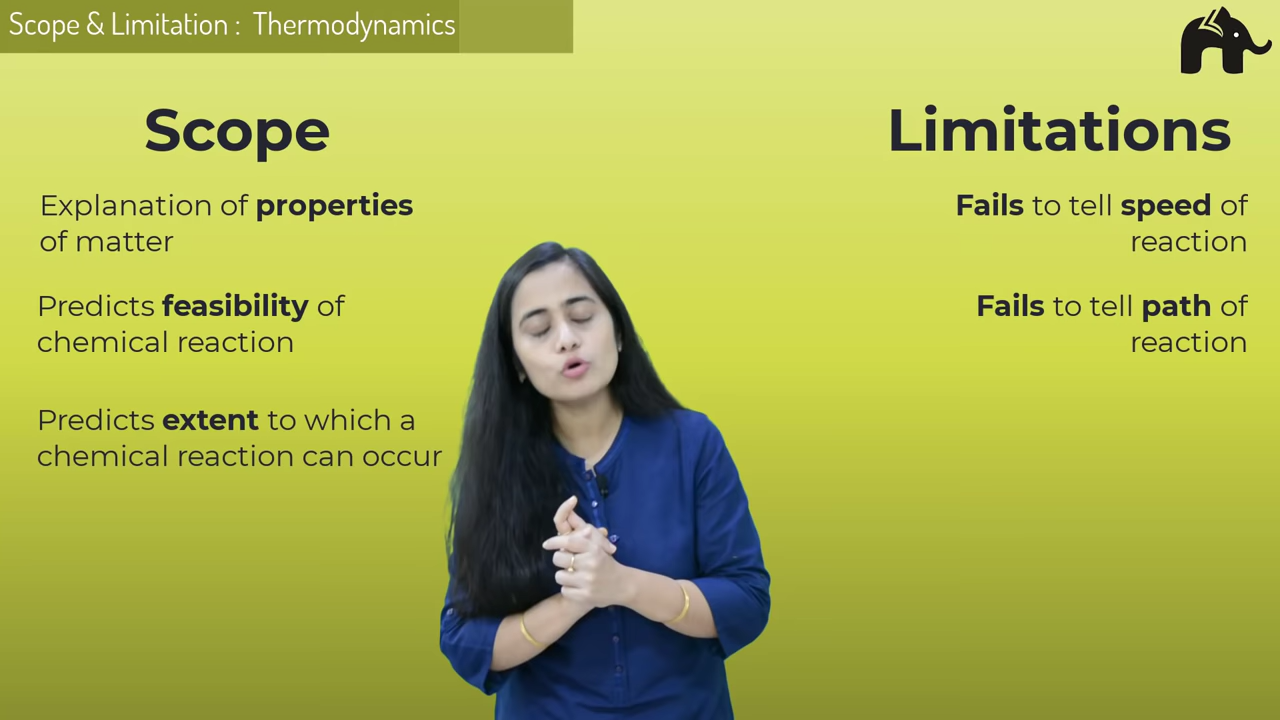 Scope & Limitation : Thermodynamics
Scope
Explanation of properties
of matter
Predicts feasibility of
chemical reaction
Predicts extent to which a
chemical reaction can occur
Limitations
Fails to tell speed of
reaction
Fails to tell path of
reaction